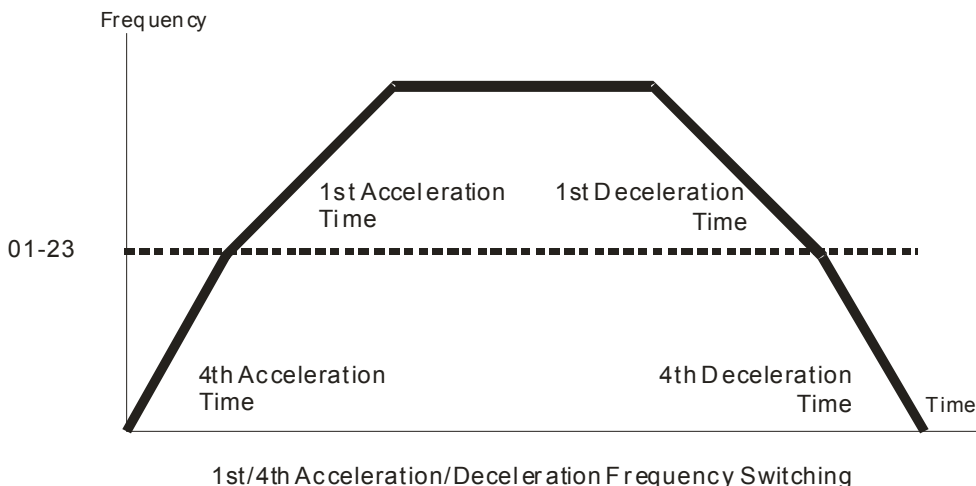 Frequency
1st Acceleration
Time
1st Deceleration
Time
01-23
4th Acceleration
Time
4th Deceleration
Time
Time
1st/4th Acceleration/Deceleration Frequency Switching